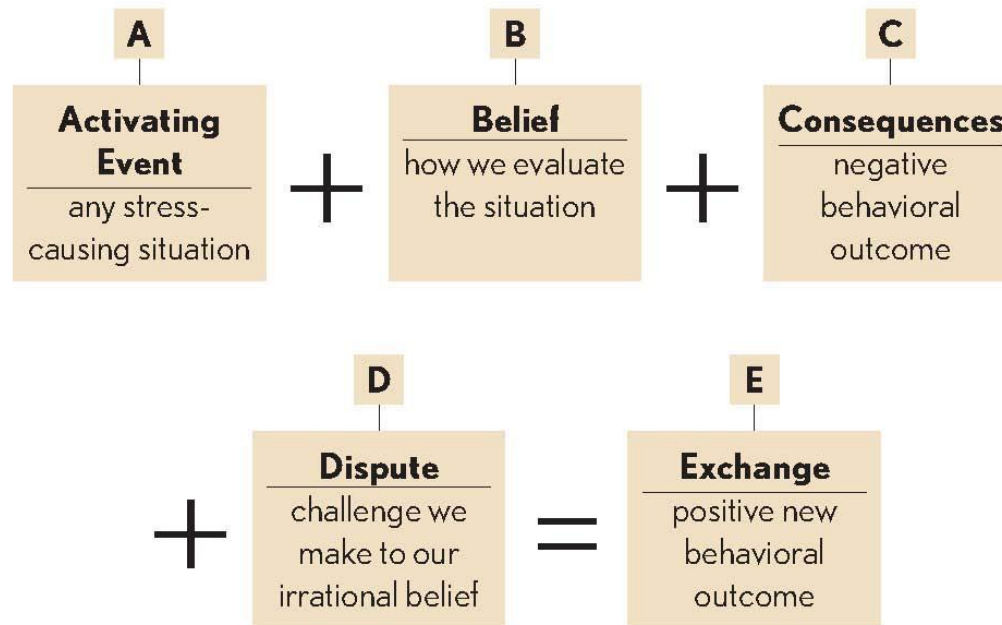 A
B
C
Activating
Event
any stress-
causing situation
+
Belief
how we evaluate
the situation
+
Consequences
negative
behavioral
outcome
D
E
+
Dispute
challenge we
make to our
irrational belief
=
Exchange
positive new
behavioral
outcome